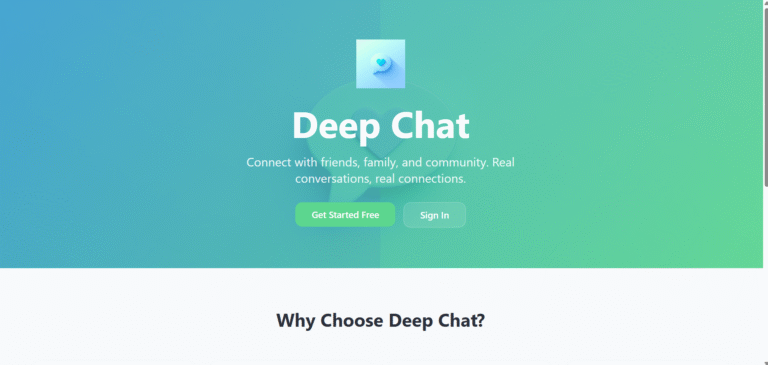 Deep Chat
Connect with friends, family, and community. Real
conversations, real connections.
Get Started Free
Sign In
Why Choose Deep Chat?